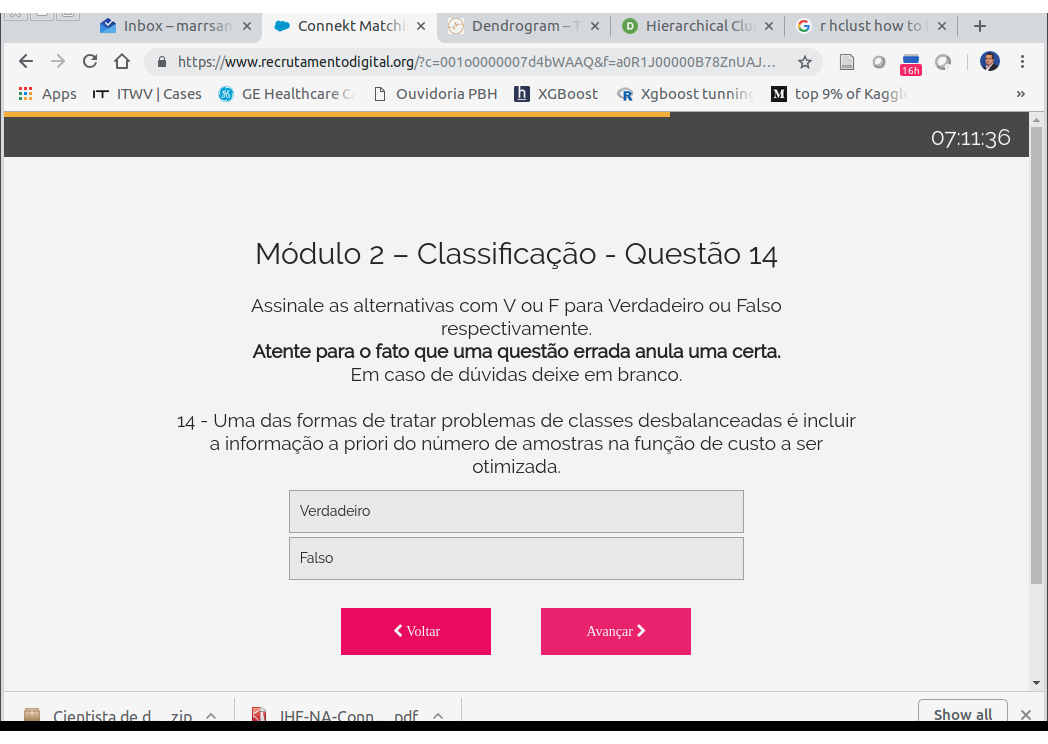 Inbox – marrsan
Connekt Matchi
Dendrogram – T
Hierarchical Clu
r hclust how to
https://www.recrutamentodigital.org/?c=001o0000007d4bWAAQ&f=a0R1J00000B78ZnUAJ...
16h
Apps
ITWV | Cases
GE Healthcare C
Ouvidoria PBH
XGBoost
Xgboost tunning
top 9% of Kaggle
»
07:11:36
Módulo 2 – Classificação - Questão 14
Assinale as alternativas com V ou F para Verdadeiro ou Falso
respectivamente.
Atente para o fato que uma questão errada anula uma certa.
Em caso de dúvidas deixe em branco.
14 - Uma das formas de tratar problemas de classes desbalanceadas é incluir
a informação a priori do número de amostras na função de custo a ser
otimizada.
Verdadeiro
Falso
Voltar
Avançar
Cientista de d....zip
IHF-NA-Conn....pdf
Show all